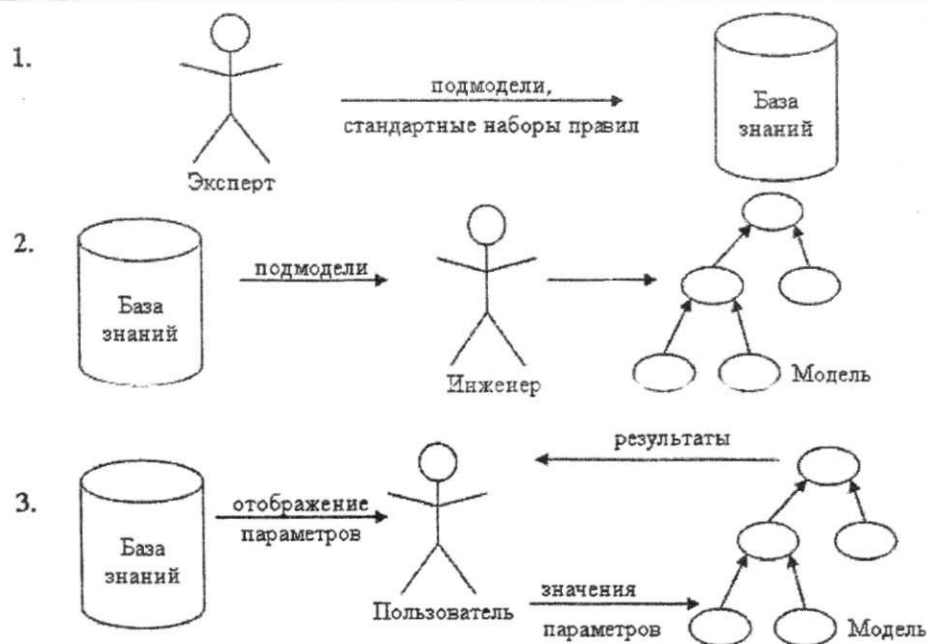 1.
подмодели,
стандартные наборы правил
База
знаний
Эксперт
2.
База
знаний
подмодели
Инженер
Модель
3.
База
знаний
отображение
параметров
Пользователь
результаты
значения
параметров
Модель